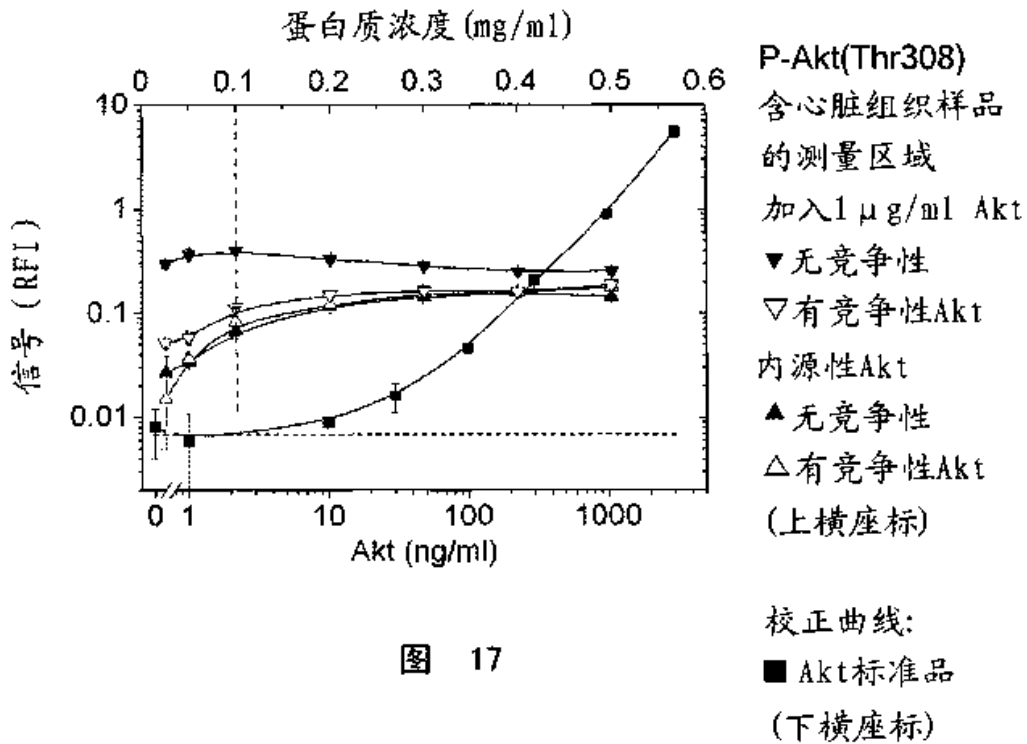 蛋白质浓度(mg/ml)
0 0.1 0.2 0.3 0.4 0.5 0.6
10
1
0.1
0.01
信号(RFI)
0 1 10 100 1000
Akt (ng/ml)
P-Akt(Thr308)
含心脏组织样品
的测量区域
加入1μg/ml Akt
▼无竞争性
▽有竞争性Akt
内源性Akt
▲无竞争性
△有竞争性Akt
(上横座标)
校正曲线:
■ Akt标准品
(下横座标)
图 17